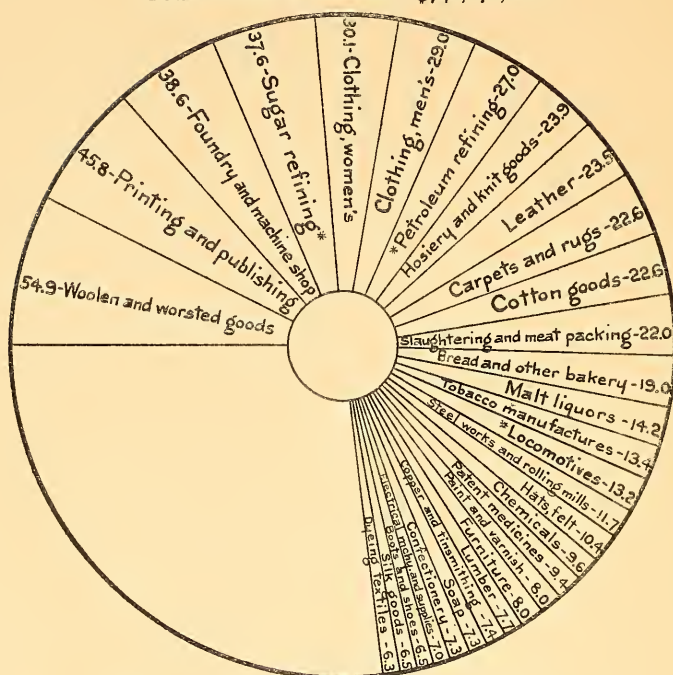 54.9-Woolen and worsted goods
45.8-Printing and publishing
38.6-Foundry and machine shop
37.6-Sugar refining*
30.1-Clothing, women's
Clothing, men's-29.0
*Petroleum refining-27.0
Hosiery and knit goods-23.9
Leather-23.5
Carpets and rugs-22.6
Cotton goods-22.6
Slaughtering and meat packing-22.0
Bread and other bakery-19.0
Malt liquors-14.2
Tobacco manufactures-13.4
*Locomotives-13.2
Steel works and rolling mills-11.7
Hats, felt-10.4
Chemicals-9.6
Patent medicines-9.4
Paint and varnish-8.0
Furniture-8.0
Lumber-7.7
Copper and tinsmithing-7.4
Soap-7.3
Confectionery-7.3
Electrical mchy. and supplies-7.0
Boots and shoes-6.5
Silk goods-6.5
Dyeing textiles-6.3